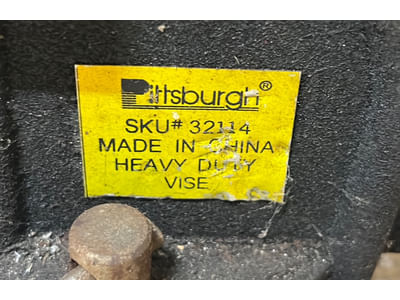 Pittsburgh®
SKU# 32114
MADE IN CHINA
HEAVY DUTY
VISE